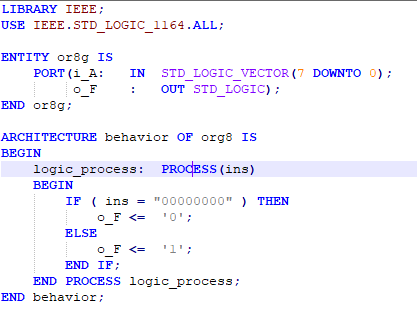 LIBRARY IEEE;
USE IEEE.STD_LOGIC_1164.ALL;
ENTITY or8g IS
PORT(i_A: IN STD_LOGIC_VECTOR(7 DOWNTO 0);
o_F : OUT STD_LOGIC);
END or8g;
ARCHITECTURE behavior OF org8 IS
BEGIN
logic_process: PROCESS(ins)
BEGIN
IF ( ins = "00000000" ) THEN
o_F <= '0';
ELSE
o_F <= '1';
END IF;
END PROCESS logic_process;
END behavior;